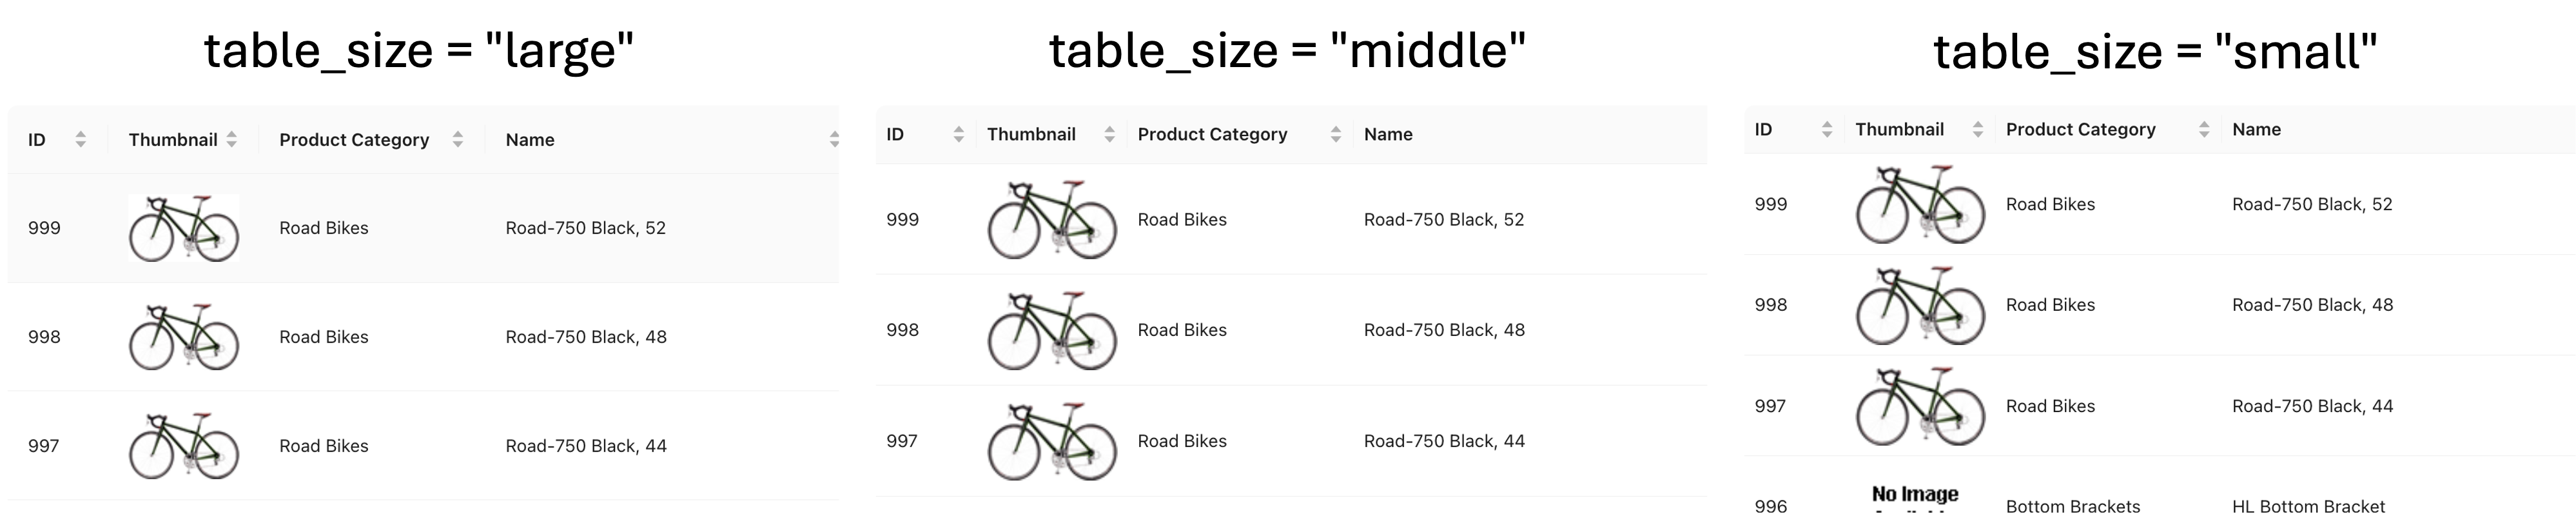 table_size = "large"
ID Thumbnail Product Category Name
999 Road Bikes Road-750 Black, 52
998 Road Bikes Road-750 Black, 48
997 Road Bikes Road-750 Black, 44
table_size = "middle"
ID Thumbnail Product Category Name
999 Road Bikes Road-750 Black, 52
998 Road Bikes Road-750 Black, 48
997 Road Bikes Road-750 Black, 44
table_size = "small"
ID Thumbnail Product Category Name
999 Road Bikes Road-750 Black, 52
998 Road Bikes Road-750 Black, 48
997 Road Bikes Road-750 Black, 44
996 No Image Bottom Brackets HL Bottom Bracket